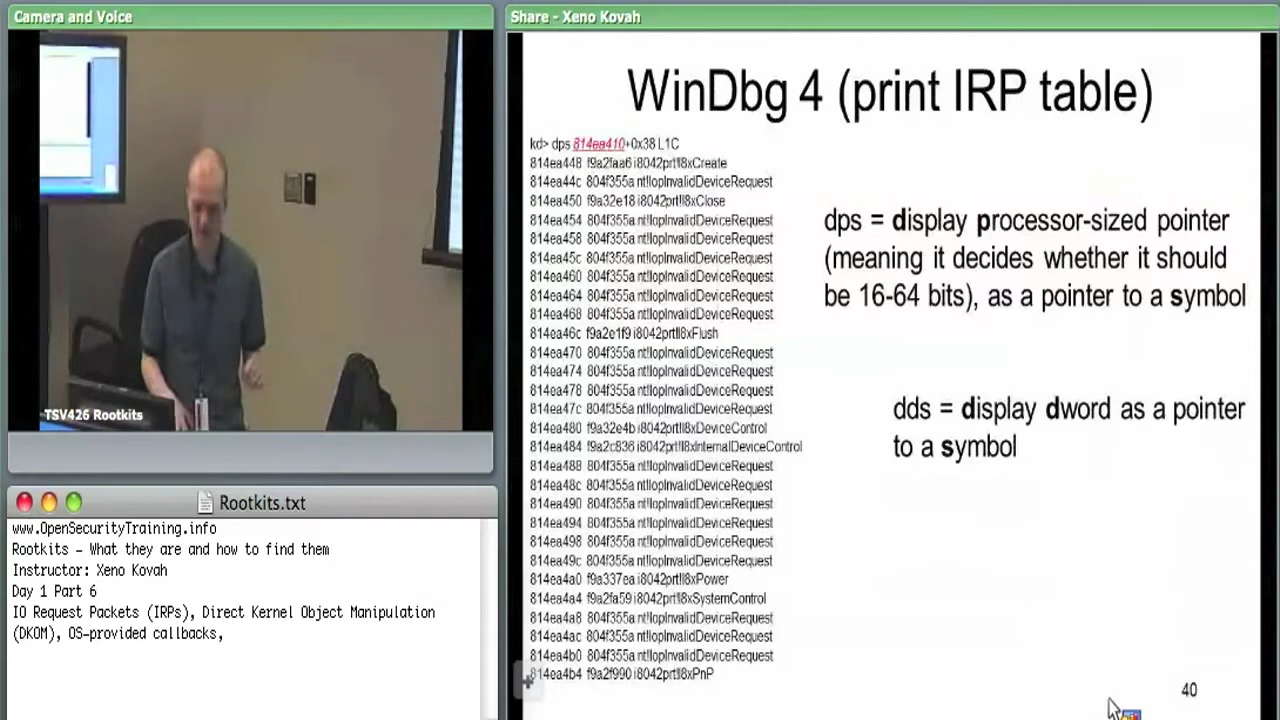 Camera and Voice
TSV426 Rootkits
Rootkits.txt
www.OpenSecurityTraining.info
Rootkits - What they are and how to find them
Instructor: Xeno Kovah
Day 1 Part 6
IO Request Packets (IRPs), Direct Kernel Object Manipulation
(DKOM), OS-provided callbacks,
Share - Xeno Kovah
WinDbg 4 (print IRP table)
kd> dps 814ea410+0x38 L1C
814ea448 f9a2faa6 i8042prt!I8xCreate
814ea44c 804f355a nt!IopInvalidDeviceRequest
814ea450 f9a32e18 i8042prt!I8xClose
814ea454 804f355a nt!IopInvalidDeviceRequest
814ea458 804f355a nt!IopInvalidDeviceRequest
814ea45c 804f355a nt!IopInvalidDeviceRequest
814ea460 804f355a nt!IopInvalidDeviceRequest
814ea464 804f355a nt!IopInvalidDeviceRequest
814ea468 804f355a nt!IopInvalidDeviceRequest
814ea46c f9a2e1f9 i8042prt!I8xFlush
814ea470 804f355a nt!IopInvalidDeviceRequest
814ea474 804f355a nt!IopInvalidDeviceRequest
814ea478 804f355a nt!IopInvalidDeviceRequest
814ea47c 804f355a nt!IopInvalidDeviceRequest
814ea480 f9a32e4b i8042prt!I8xDeviceControl
814ea484 f9a2c836 i8042prt!I8xInternalDeviceControl
814ea488 804f355a nt!IopInvalidDeviceRequest
814ea48c 804f355a nt!IopInvalidDeviceRequest
814ea490 804f355a nt!IopInvalidDeviceRequest
814ea494 804f355a nt!IopInvalidDeviceRequest
814ea498 804f355a nt!IopInvalidDeviceRequest
814ea49c 804f355a nt!IopInvalidDeviceRequest
814ea4a0 f9a337ea i8042prt!I8xPower
814ea4a4 f9a2fa59 i8042prt!I8xSystemControl
814ea4a8 804f355a nt!IopInvalidDeviceRequest
814ea4ac 804f355a nt!IopInvalidDeviceRequest
814ea4b0 804f355a nt!IopInvalidDeviceRequest
814ea4b4 f9a2f990 i8042prt!I8xPnP
dps = display processor-sized pointer
(meaning it decides whether it should
be 16-64 bits), as a pointer to a symbol
dds = display dword as a pointer
to a symbol
40